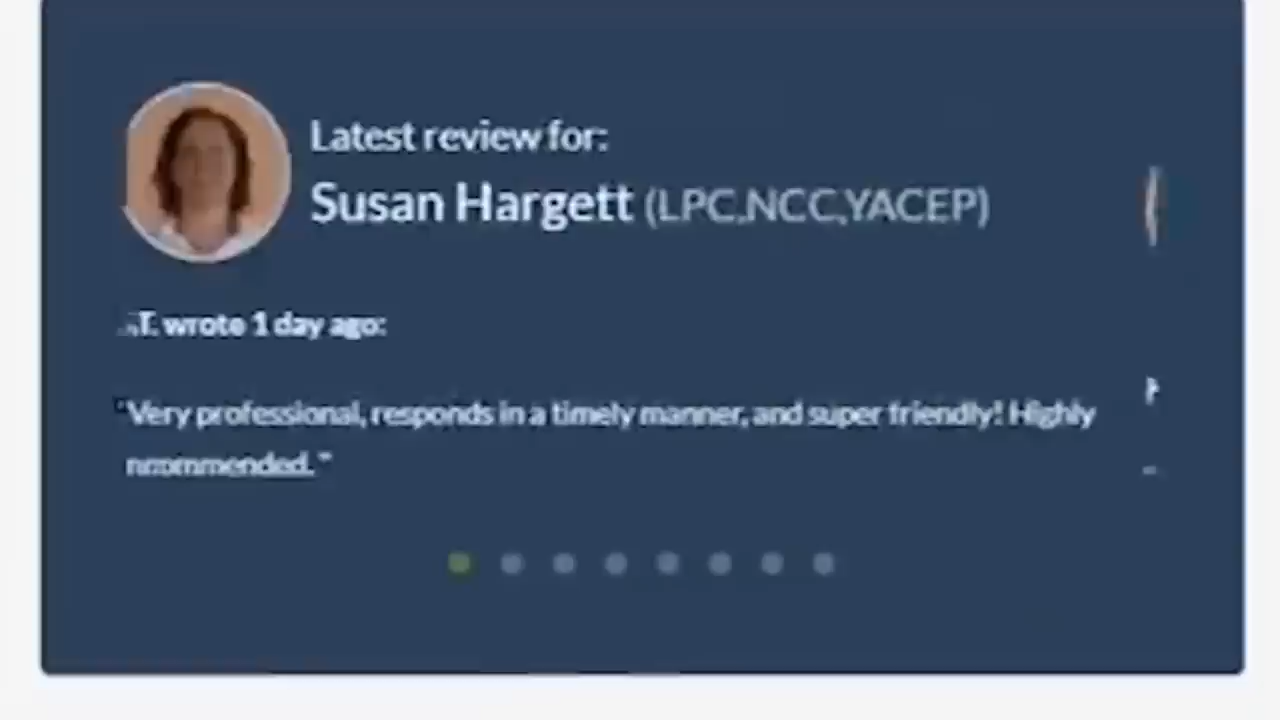 Latest review for:
Susan Hargett (LPC,NCC,YACEP)
T. wrote 1 day ago:
"Very professional, responds in a timely manner, and super friendly! Highly
recommended. "